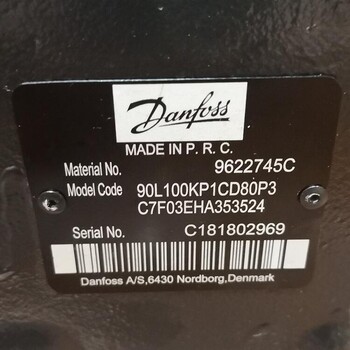 Danfoss
MADE IN P. R. C.
Material No. 9622745C
Model Code 90L100KP1CD80P3
C7F03EHA353524
Serial No. C181802969
Danfoss A/S,6430 Nordborg,Denmark